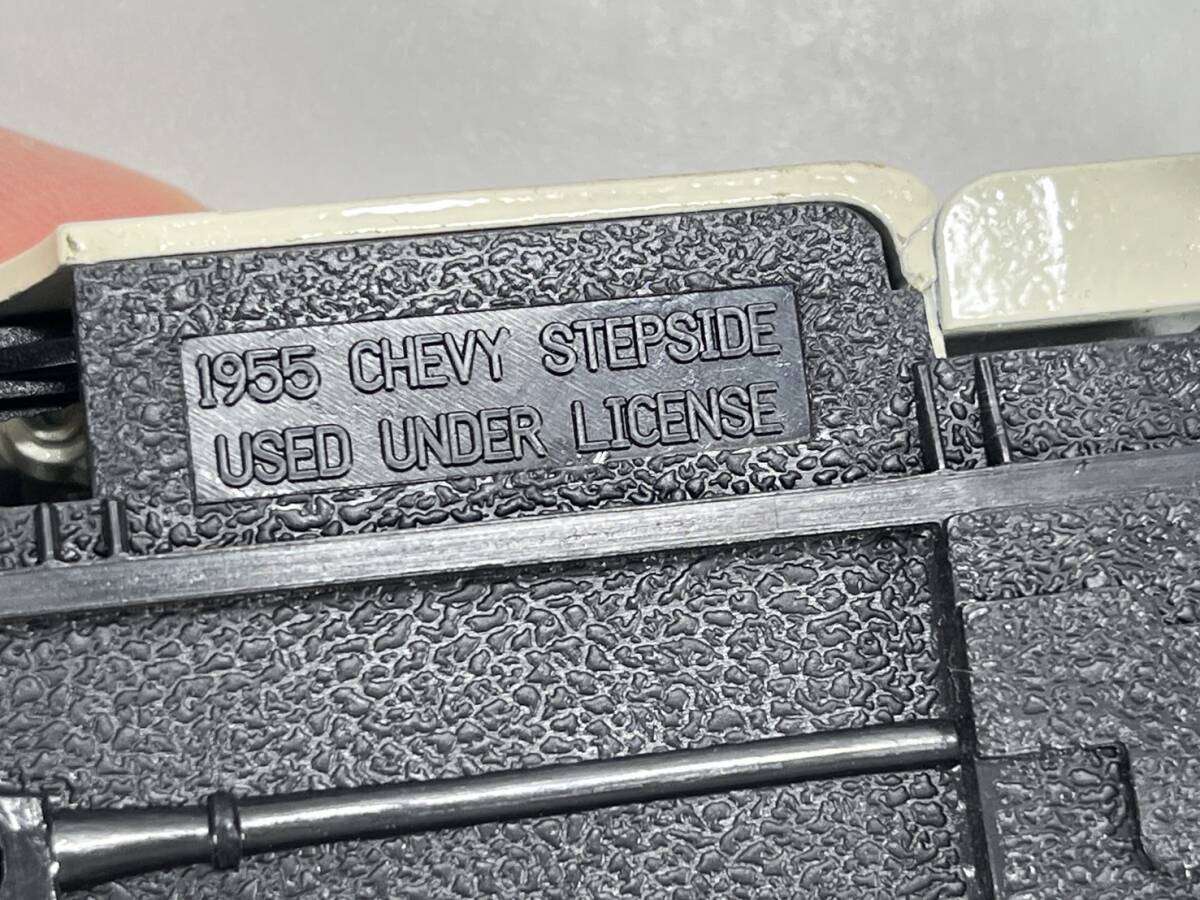 1955 CHEVY STEPSIDE
USED UNDER LICENSE